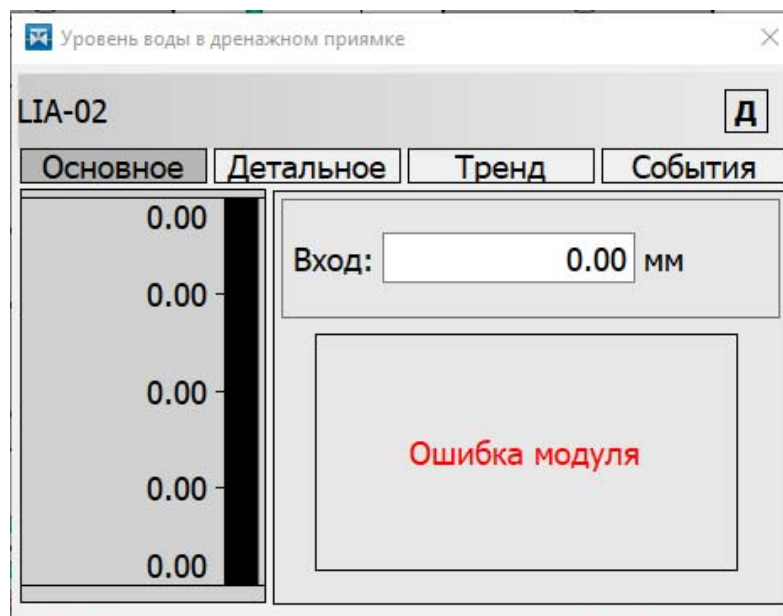 Уровень воды в дренажном приямке
LIA-02
Д
Основное Детальное Тренд События
0.00
0.00
0.00
0.00
0.00
Вход: 0.00 мм
Ошибка модуля